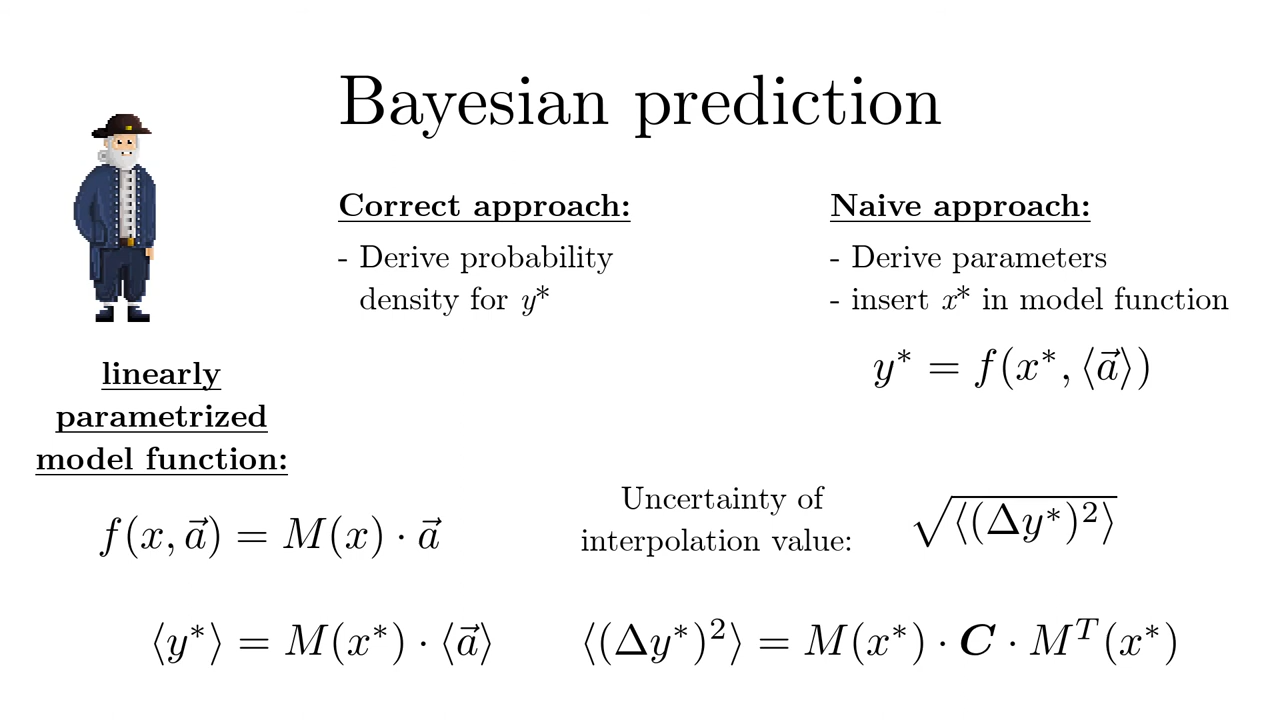 Bayesian prediction
Correct approach:
- Derive probability
density for y*
Naive approach:
- Derive parameters
- insert x* in model function
y* = f(x*, ⟨a⃗⟩)
linearly
parametrized
model function:
f(x, a⃗) = M(x) · a⃗
Uncertainty of
interpolation value:
√⟨(Δy*)²⟩
⟨y*⟩ = M(x*) · ⟨a⃗⟩
⟨(Δy*)²⟩ = M(x*) · C · Mᵀ(x*)